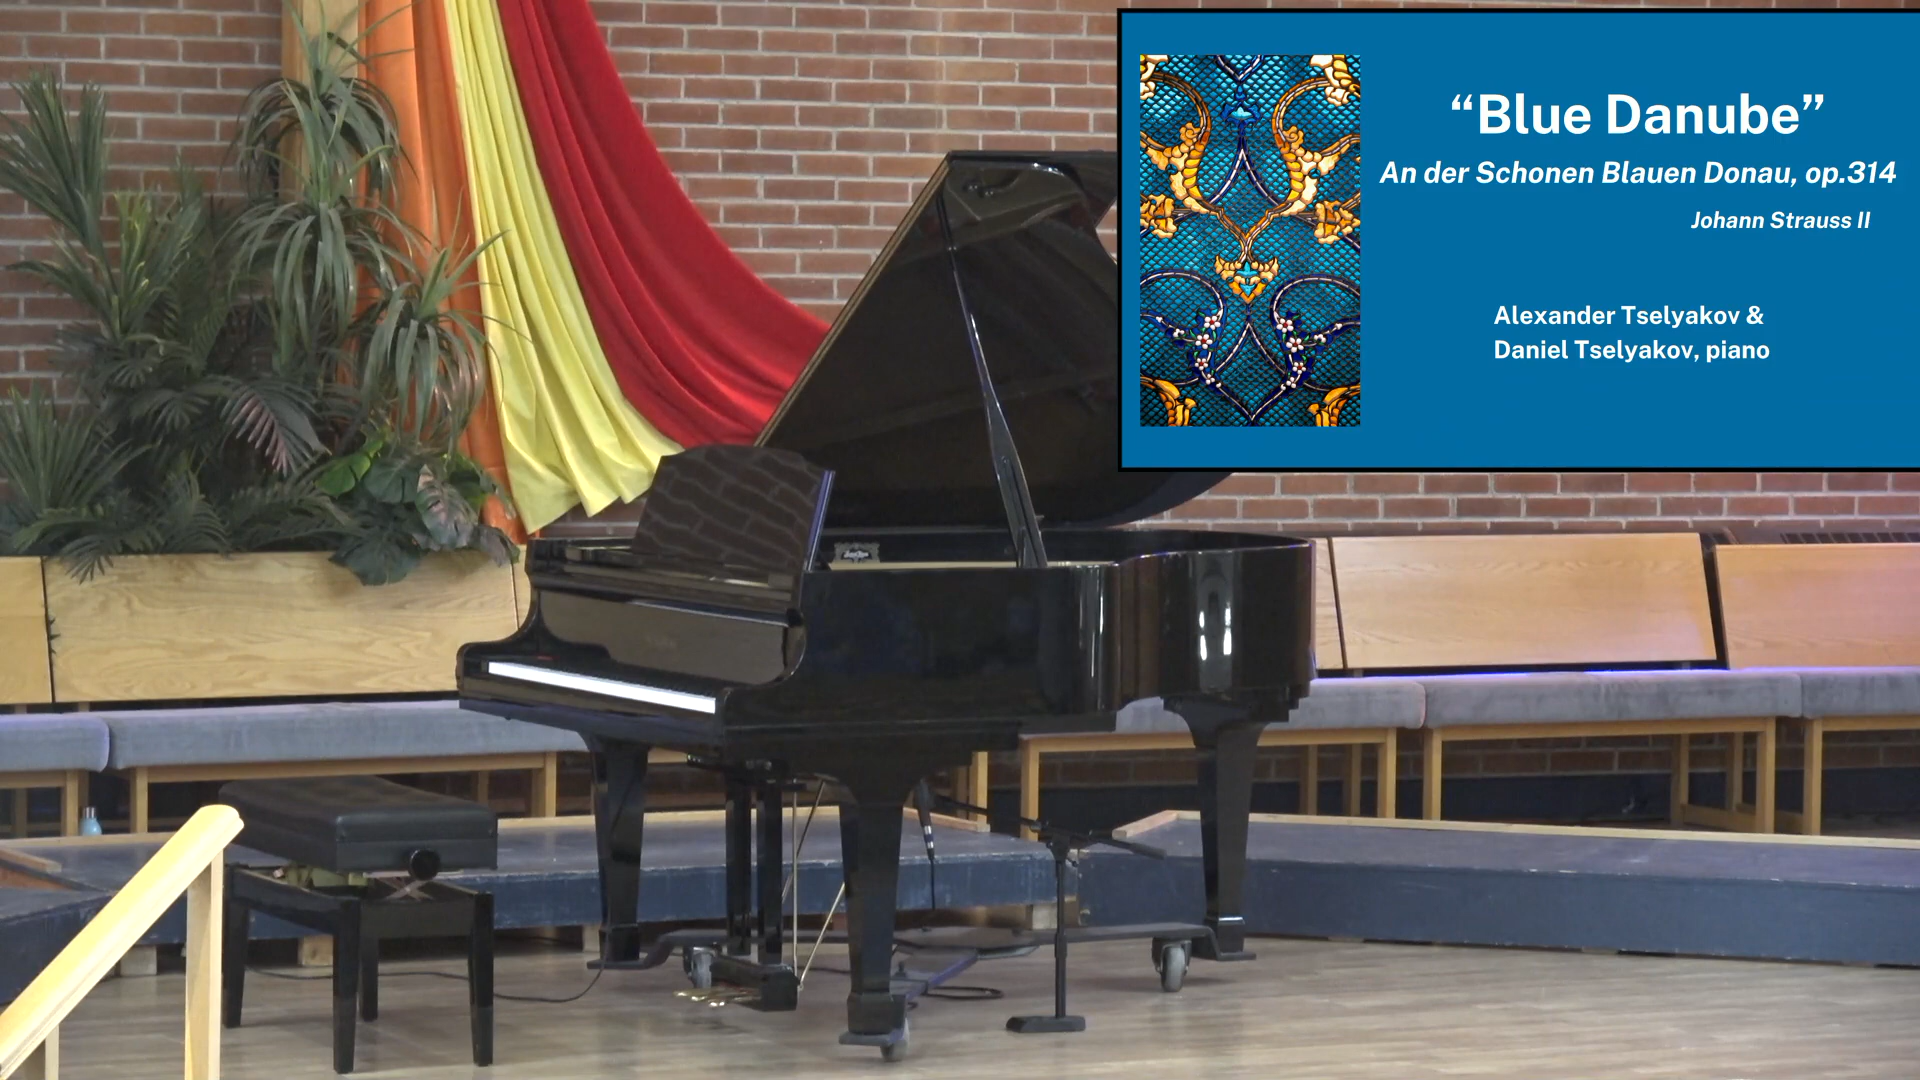 “Blue Danube”
An der Schonen Blauen Donau, op.314
Johann Strauss II
Alexander Tselyakov &
Daniel Tselyakov, piano